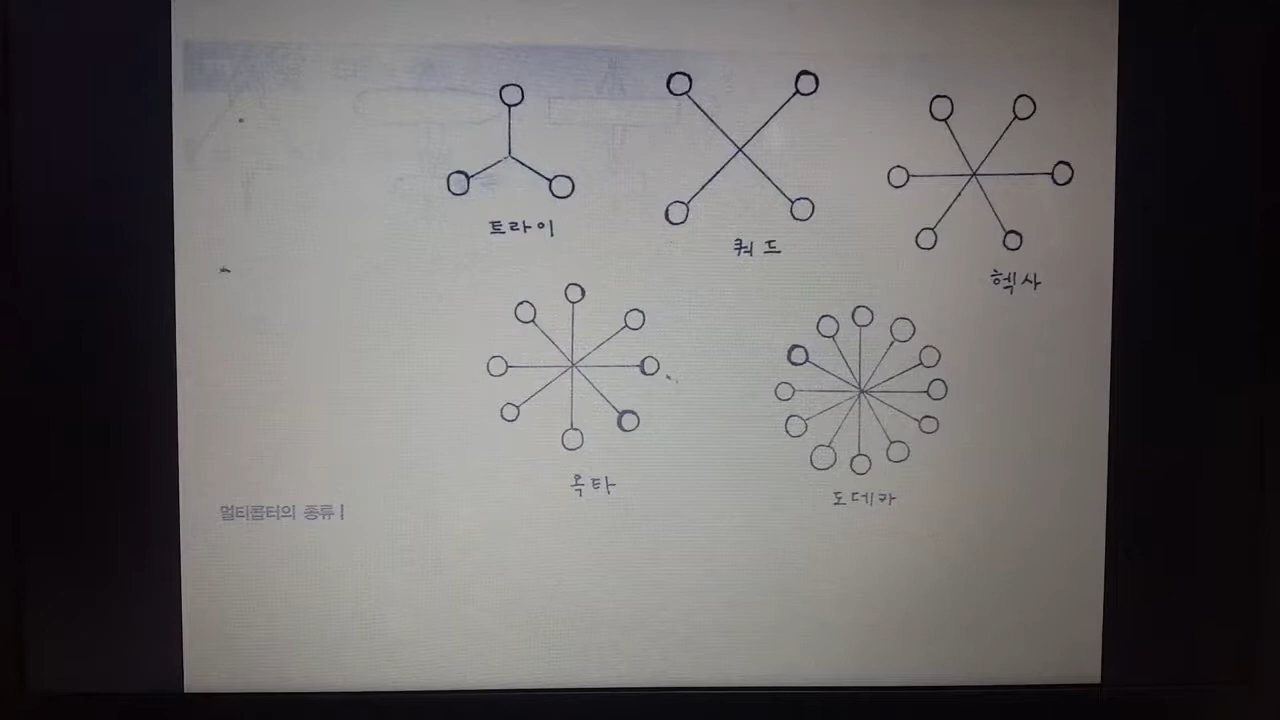 트라이
쿼드
헥사
옥타
도데카
멀티콥터의 종류 |